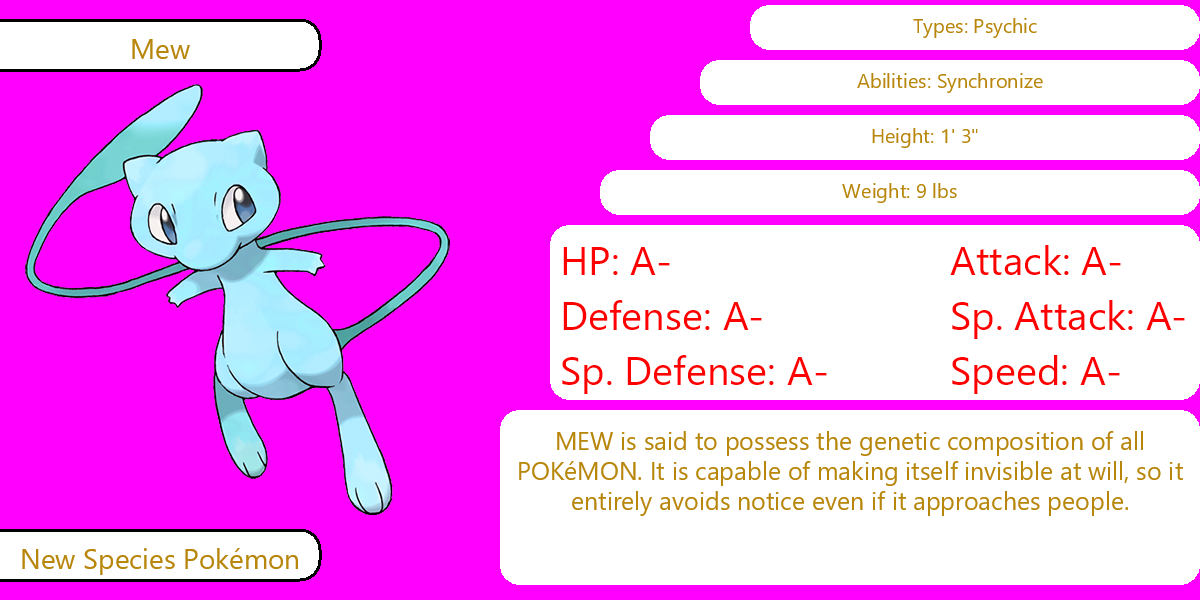 Mew
Types: Psychic
Abilities: Synchronize
Height: 1' 3"
Weight: 9 lbs
HP: A-
Attack: A-
Defense: A-
Sp. Attack: A-
Sp. Defense: A-
Speed: A-
MEW is said to possess the genetic composition of all
POKéMON. It is capable of making itself invisible at will, so it
entirely avoids notice even if it approaches people.
New Species Pokémon